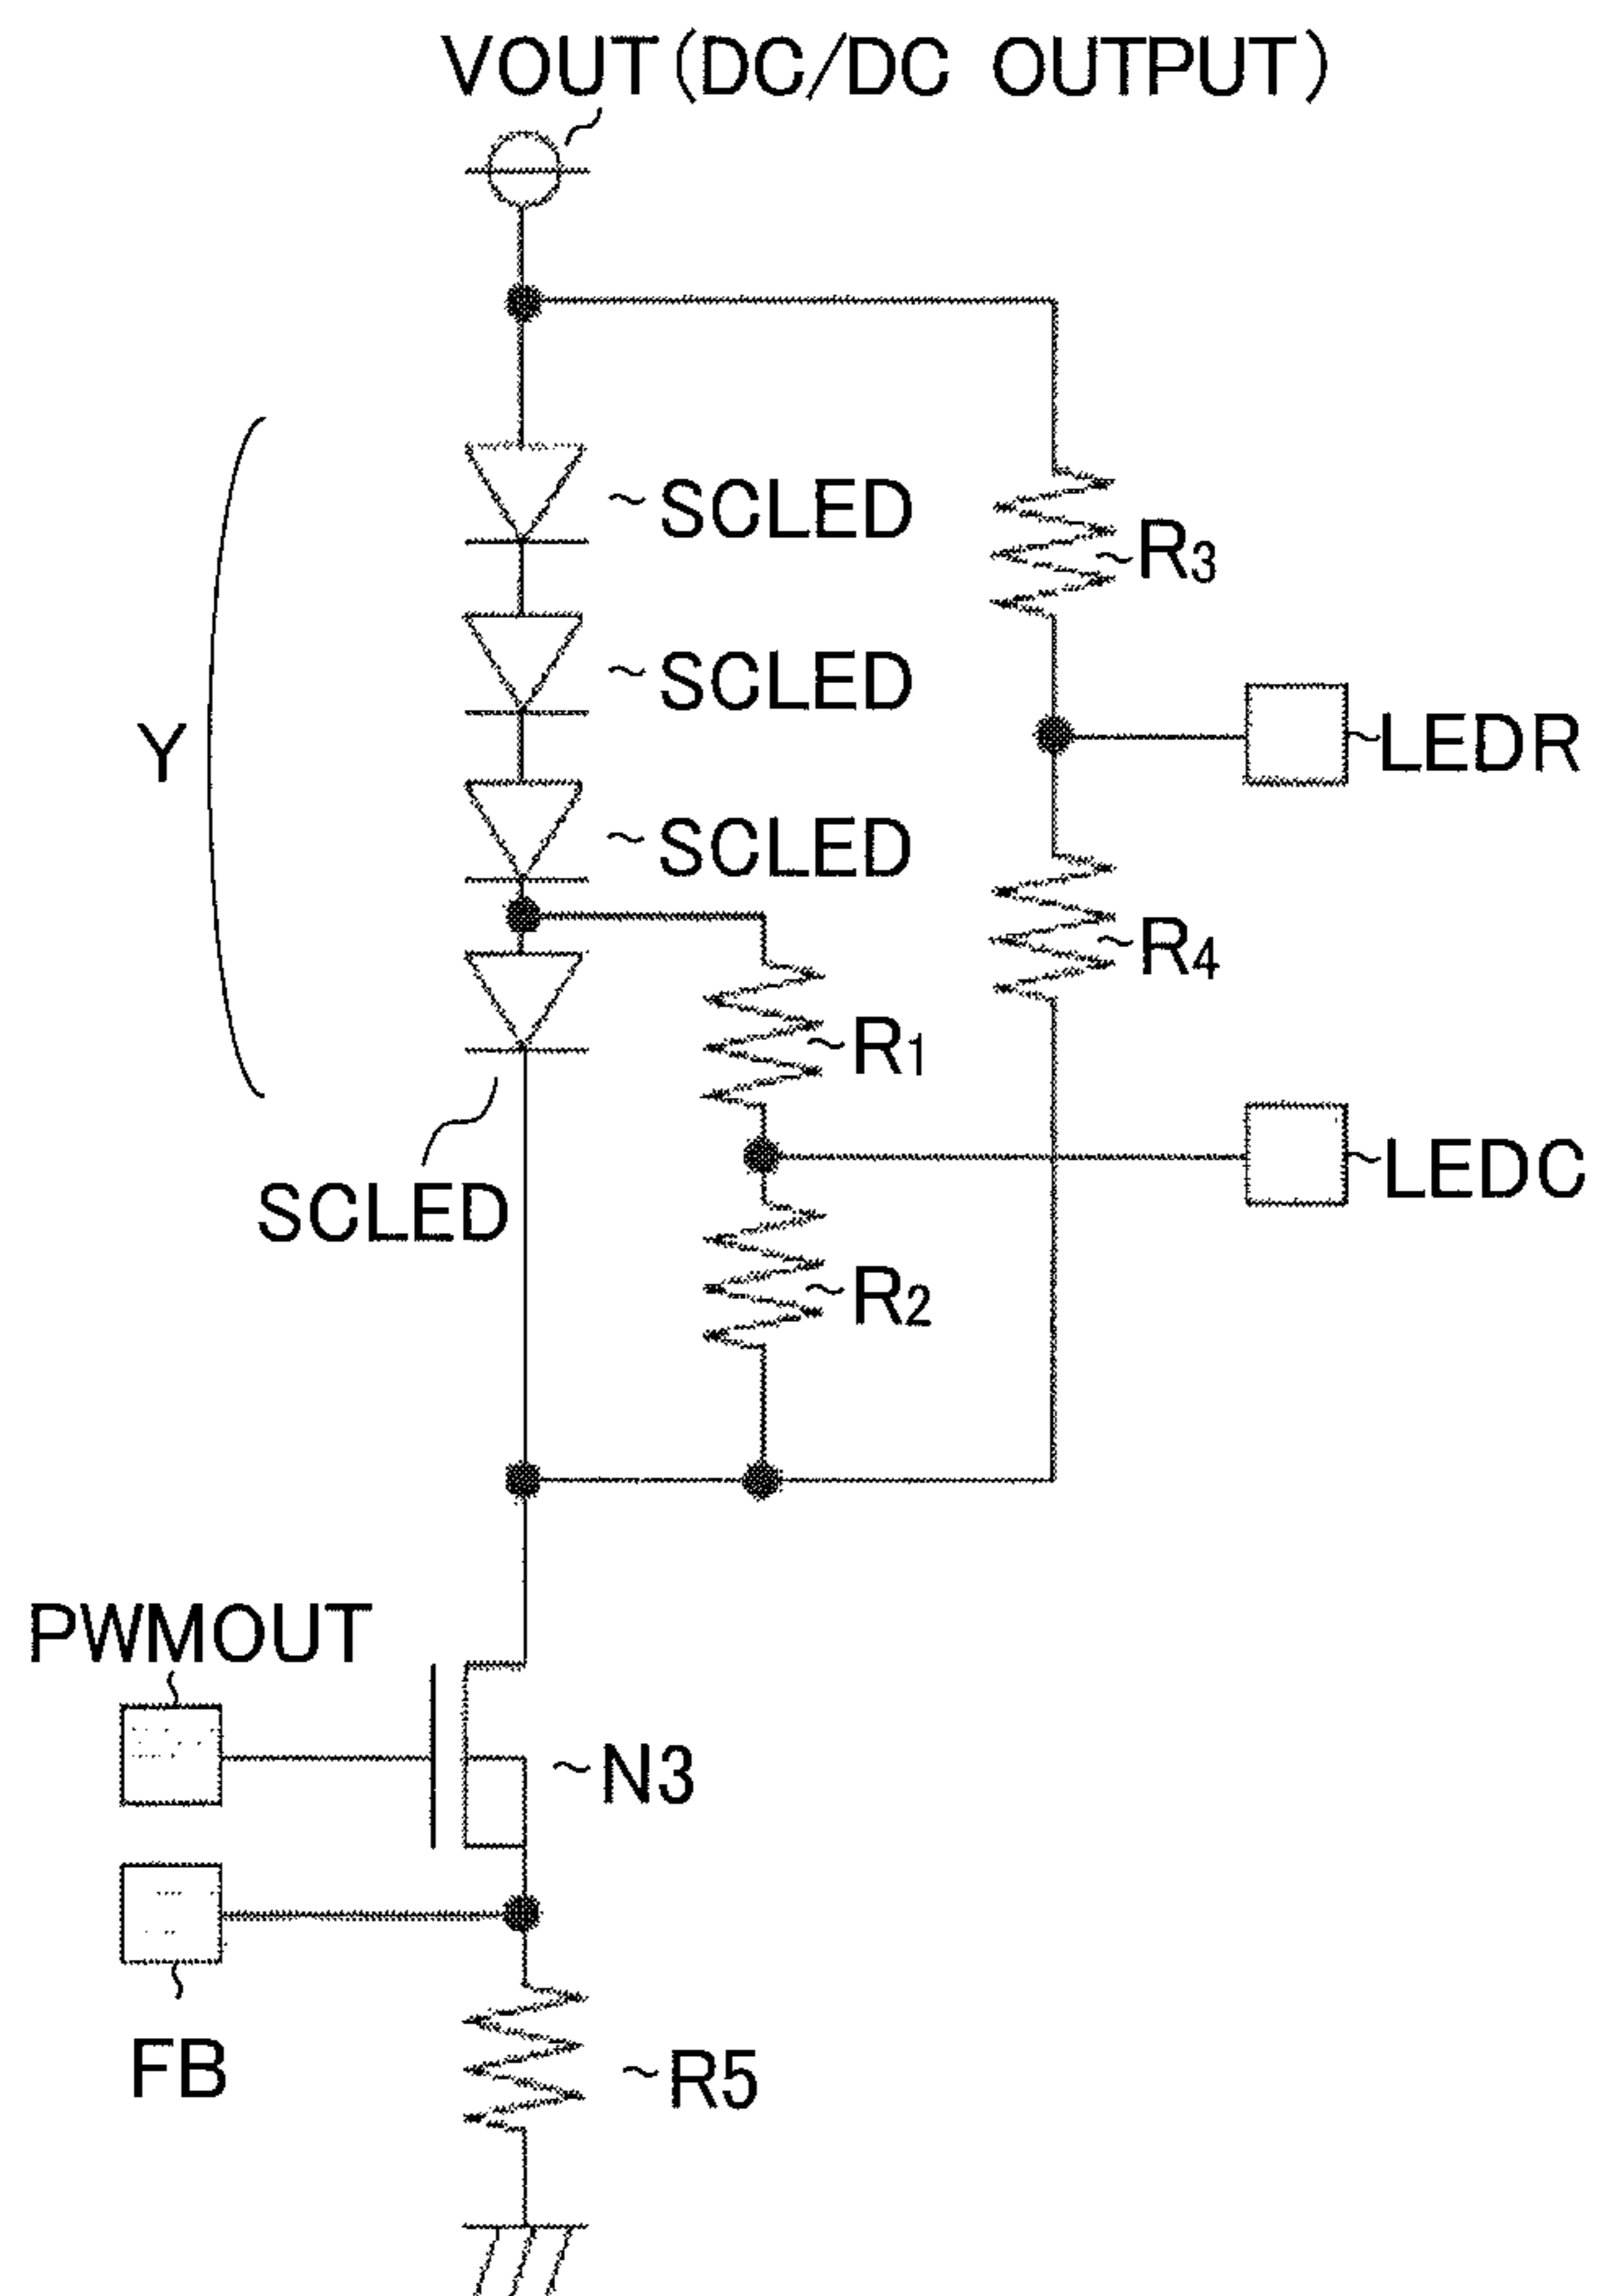 VOUT(DC/DC OUTPUT)
SCLED
R3
SCLED
LEDR
Y
SCLED
R4
R1
LEDC
SCLED
R2
PWMOUT
N3
FB
R5